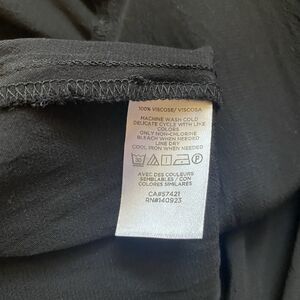 100% VISCOSE/ VISCOSA
MACHINE WASH COLD
DELICATE CYCLE WITH LIKE
COLORS
ONLY NON-CHLORINE
BLEACH WHEN NEEDED
LINE DRY
COOL IRON WHEN NEEDED
AVEC DES COULEURS
SEMBLABLES / CON
COLORES SIMILARES
CA#57421
RN#140923